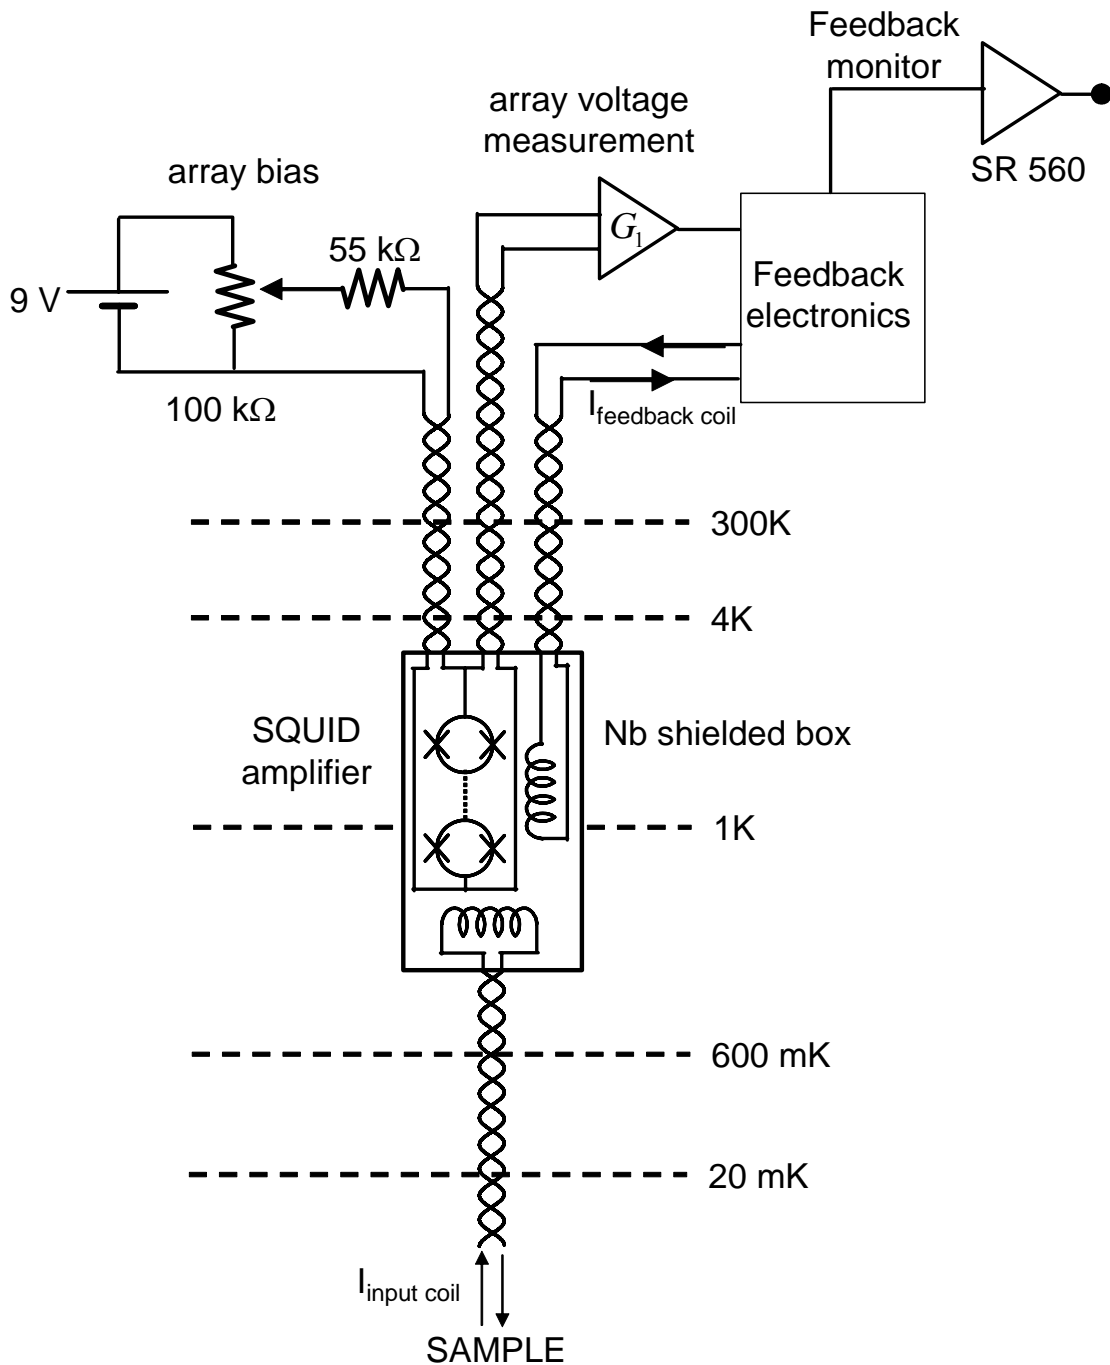 Feedback
monitor
array voltage
measurement
SR 560
array bias
G1
55 kΩ
9 V
Feedback
electronics
100 kΩ
Ifeedback coil
300K
4K
SQUID
amplifier
Nb shielded box
1K
600 mK
20 mK
Iinput coil
SAMPLE